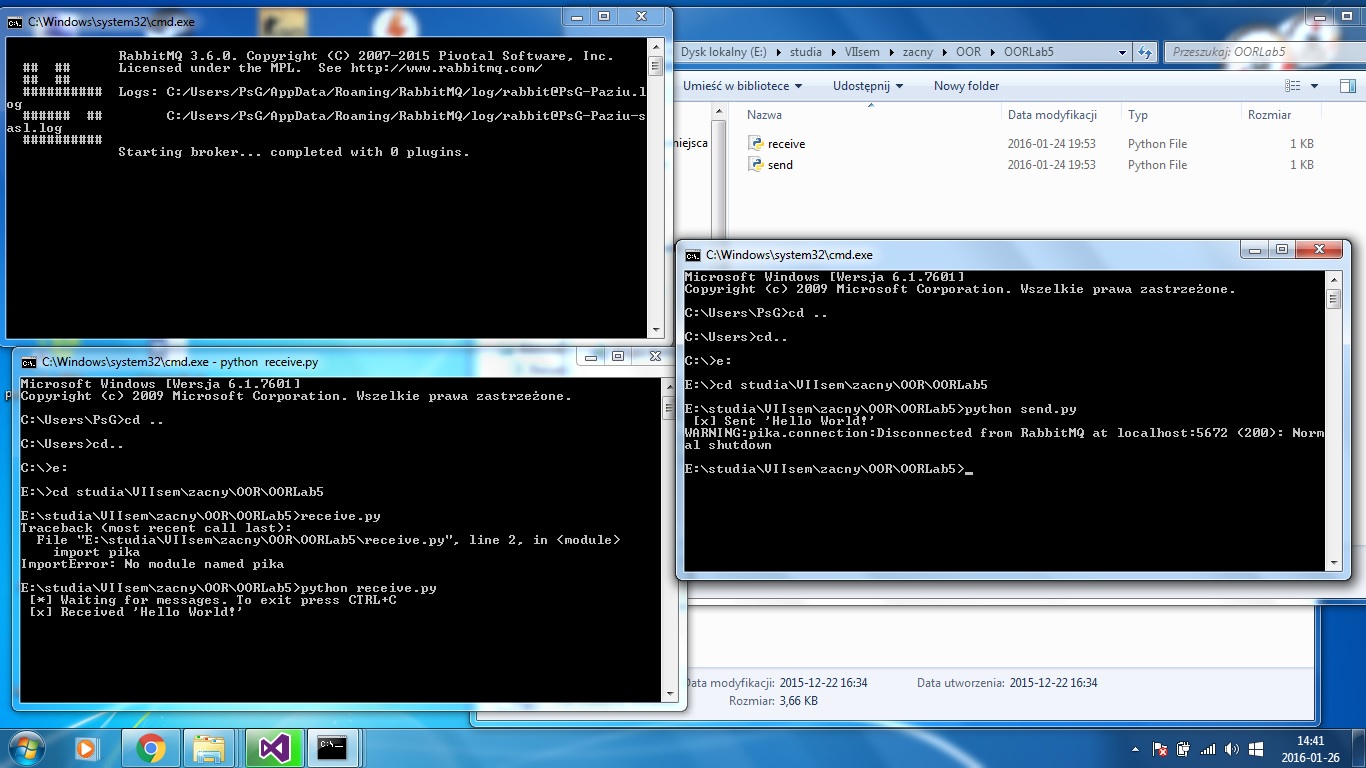 C:\Windows\system32\cmd.exe
RabbitMQ 3.6.0. Copyright (C) 2007-2015 Pivotal Software, Inc.
## ## Licensed under the MPL. See http://www.rabbitmq.com/
## ##
########## Logs: C:/Users/PsG/AppData/Roaming/RabbitMQ/log/rabbit@PsG-Paziu.l
og
###### ## C:/Users/PsG/AppData/Roaming/RabbitMQ/log/rabbit@PsG-Paziu-s
asl.log
##########
Starting broker... completed with 0 plugins.
Dysk lokalny (E:) studia VIIsem zacny OOR OORLab5
Przeszukaj: OORLab5
Umieść w bibliotece Udostępnij Nowy folder
Nazwa Data modyfikacji Typ Rozmiar
receive 2016-01-24 19:53 Python File 1 KB
send 2016-01-24 19:53 Python File 1 KB
miejsca
C:\Windows\system32\cmd.exe
Microsoft Windows [Wersja 6.1.7601]
Copyright (c) 2009 Microsoft Corporation. Wszelkie prawa zastrzeżone.
C:\Users\PsG>cd ..
C:\Users>cd..
C:\>e:
E:\>cd studia\VIIsem\zacny\OOR\OORLab5
E:\studia\VIIsem\zacny\OOR\OORLab5>python send.py
[x] Sent 'Hello World!'
WARNING:pika.connection:Disconnected from RabbitMQ at localhost:5672 (200): Norm
al shutdown
E:\studia\VIIsem\zacny\OOR\OORLab5>_
C:\Windows\system32\cmd.exe - python receive.py
Microsoft Windows [Wersja 6.1.7601]
Copyright (c) 2009 Microsoft Corporation. Wszelkie prawa zastrzeżone.
C:\Users\PsG>cd ..
C:\Users>cd..
C:\>e:
E:\>cd studia\VIIsem\zacny\OOR\OORLab5
E:\studia\VIIsem\zacny\OOR\OORLab5>receive.py
Traceback (most recent call last):
File "E:\studia\VIIsem\zacny\OOR\OORLab5\receive.py", line 2, in <module>
import pika
ImportError: No module named pika
E:\studia\VIIsem\zacny\OOR\OORLab5>python receive.py
[*] Waiting for messages. To exit press CTRL+C
[x] Received 'Hello World!'
Data modyfikacji: 2015-12-22 16:34 Data utworzenia: 2015-12-22 16:34
Rozmiar: 3,66 KB
14:41
2016-01-26